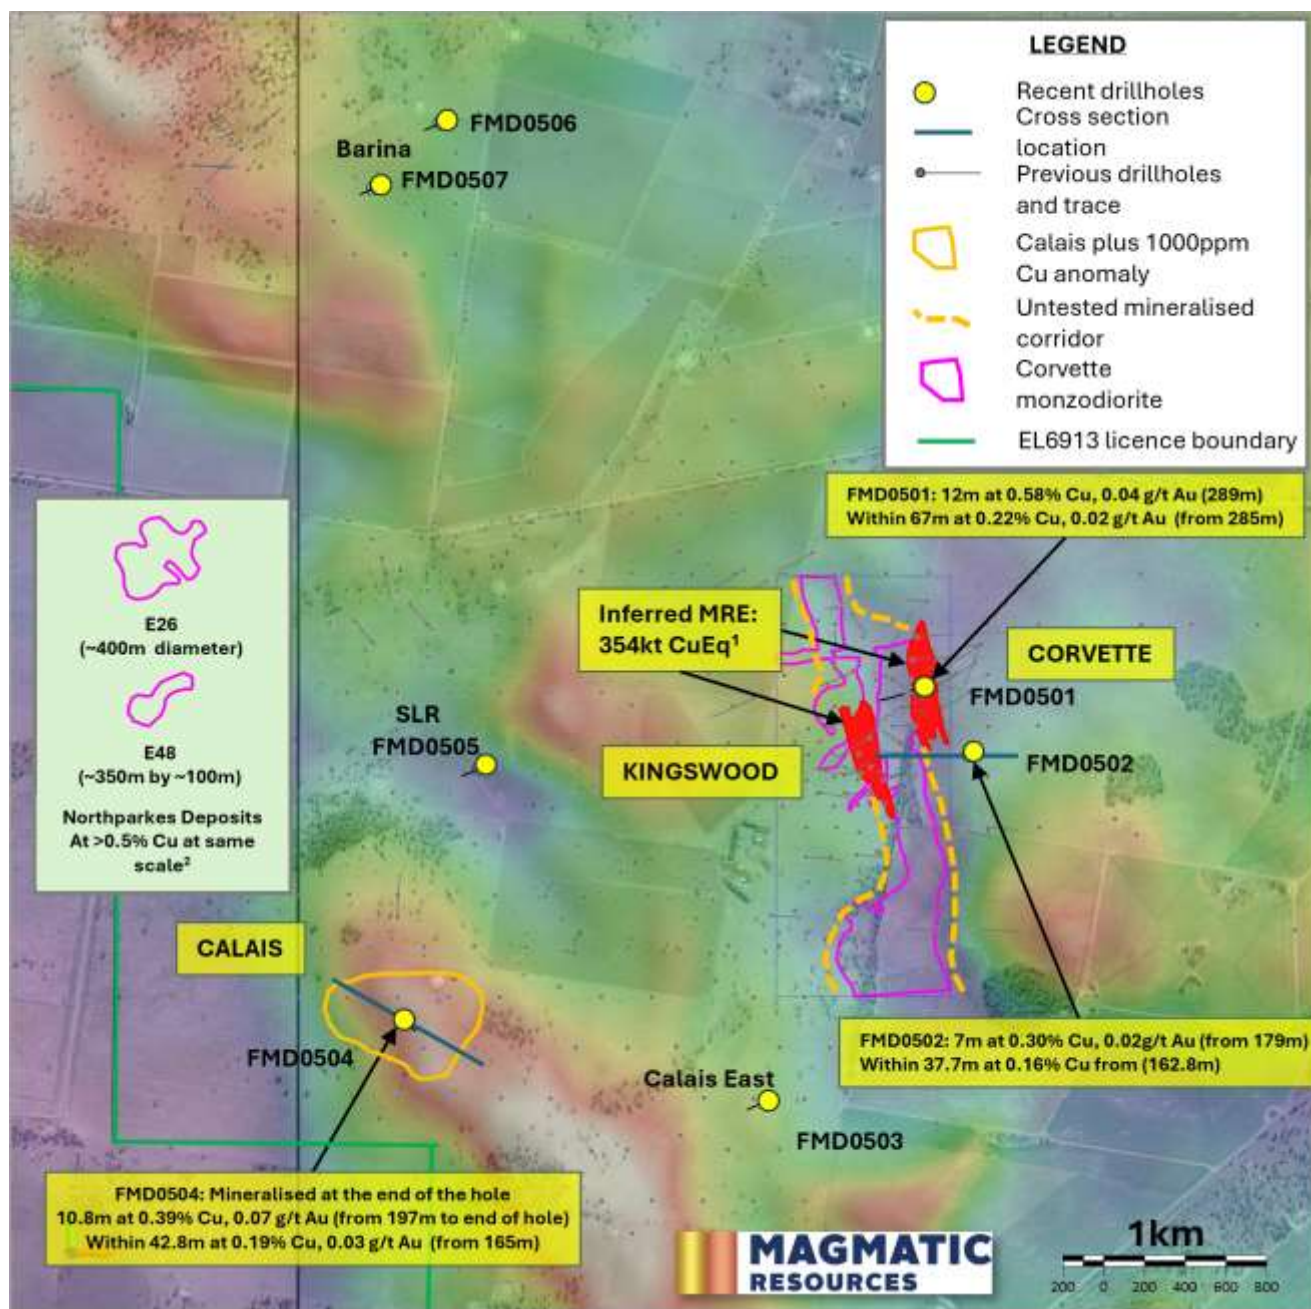 LEGEND
Recent drillholes
Cross section
location
Previous drillholes
and trace
Calais plus 1000ppm
Cu anomaly
Untested mineralised
corridor
Corvette
monzodiorite
EL6913 licence boundary
FMD0506
Barina
FMD0507
FMD0501: 12m at 0.58% Cu, 0.04 g/t Au (289m)
Within 67m at 0.22% Cu, 0.02 g/t Au (from 285m)
E26
(~400m diameter)
E48
(~350m by ~100m)
Northparkes Deposits
At >0.5% Cu at same
scale²
Inferred MRE:
354kt CuEq¹
CORVETTE
FMD0501
SLR
FMD0505
KINGSWOOD
FMD0502
CALAIS
FMD0504
FMD0502: 7m at 0.30% Cu, 0.02g/t Au (from 179m)
Within 37.7m at 0.16% Cu from (162.8m)
Calais East
FMD0503
FMD0504: Mineralised at the end of the hole
10.8m at 0.39% Cu, 0.07 g/t Au (from 197m to end of hole)
Within 42.8m at 0.19% Cu, 0.03 g/t Au (from 165m)
MAGMATIC
RESOURCES
1km
200 0 200 400 600 800